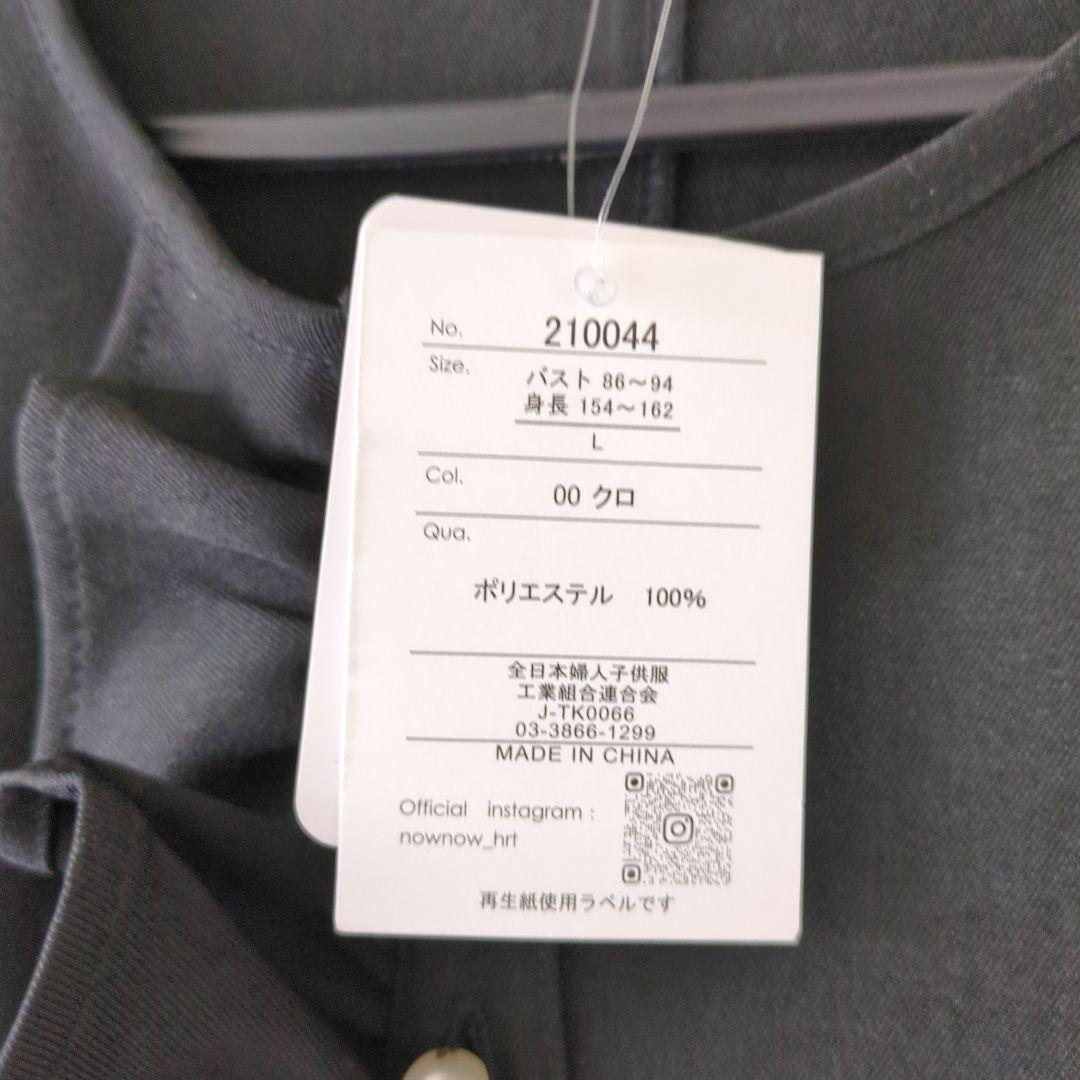 No. 210044
Size. バスト 86～94
身長 154～162
L
Col. 00 クロ
Qua.
ポリエステル 100%
全日本婦人子供服
工業組合連合会
J-TK0066
03-3866-1299
MADE IN CHINA
Official instagram :
nownow_hrt
再生紙使用ラベルです